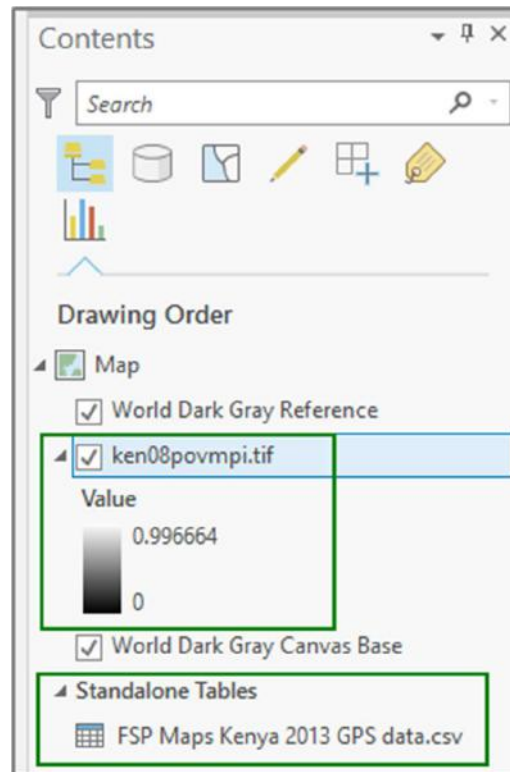 Contents
Search
Drawing Order
Map
World Dark Gray Reference
ken08povmpi.tif
Value
0.996664
0
World Dark Gray Canvas Base
Standalone Tables
FSP Maps Kenya 2013 GPS data.csv